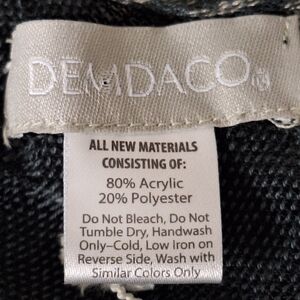 DEMDACO
ALL NEW MATERIALS
CONSISTING OF:
80% Acrylic
20% Polyester
Do Not Bleach, Do Not
Tumble Dry, Handwash
Only–Cold, Low Iron on
Reverse Side, Wash with
Similar Colors Only